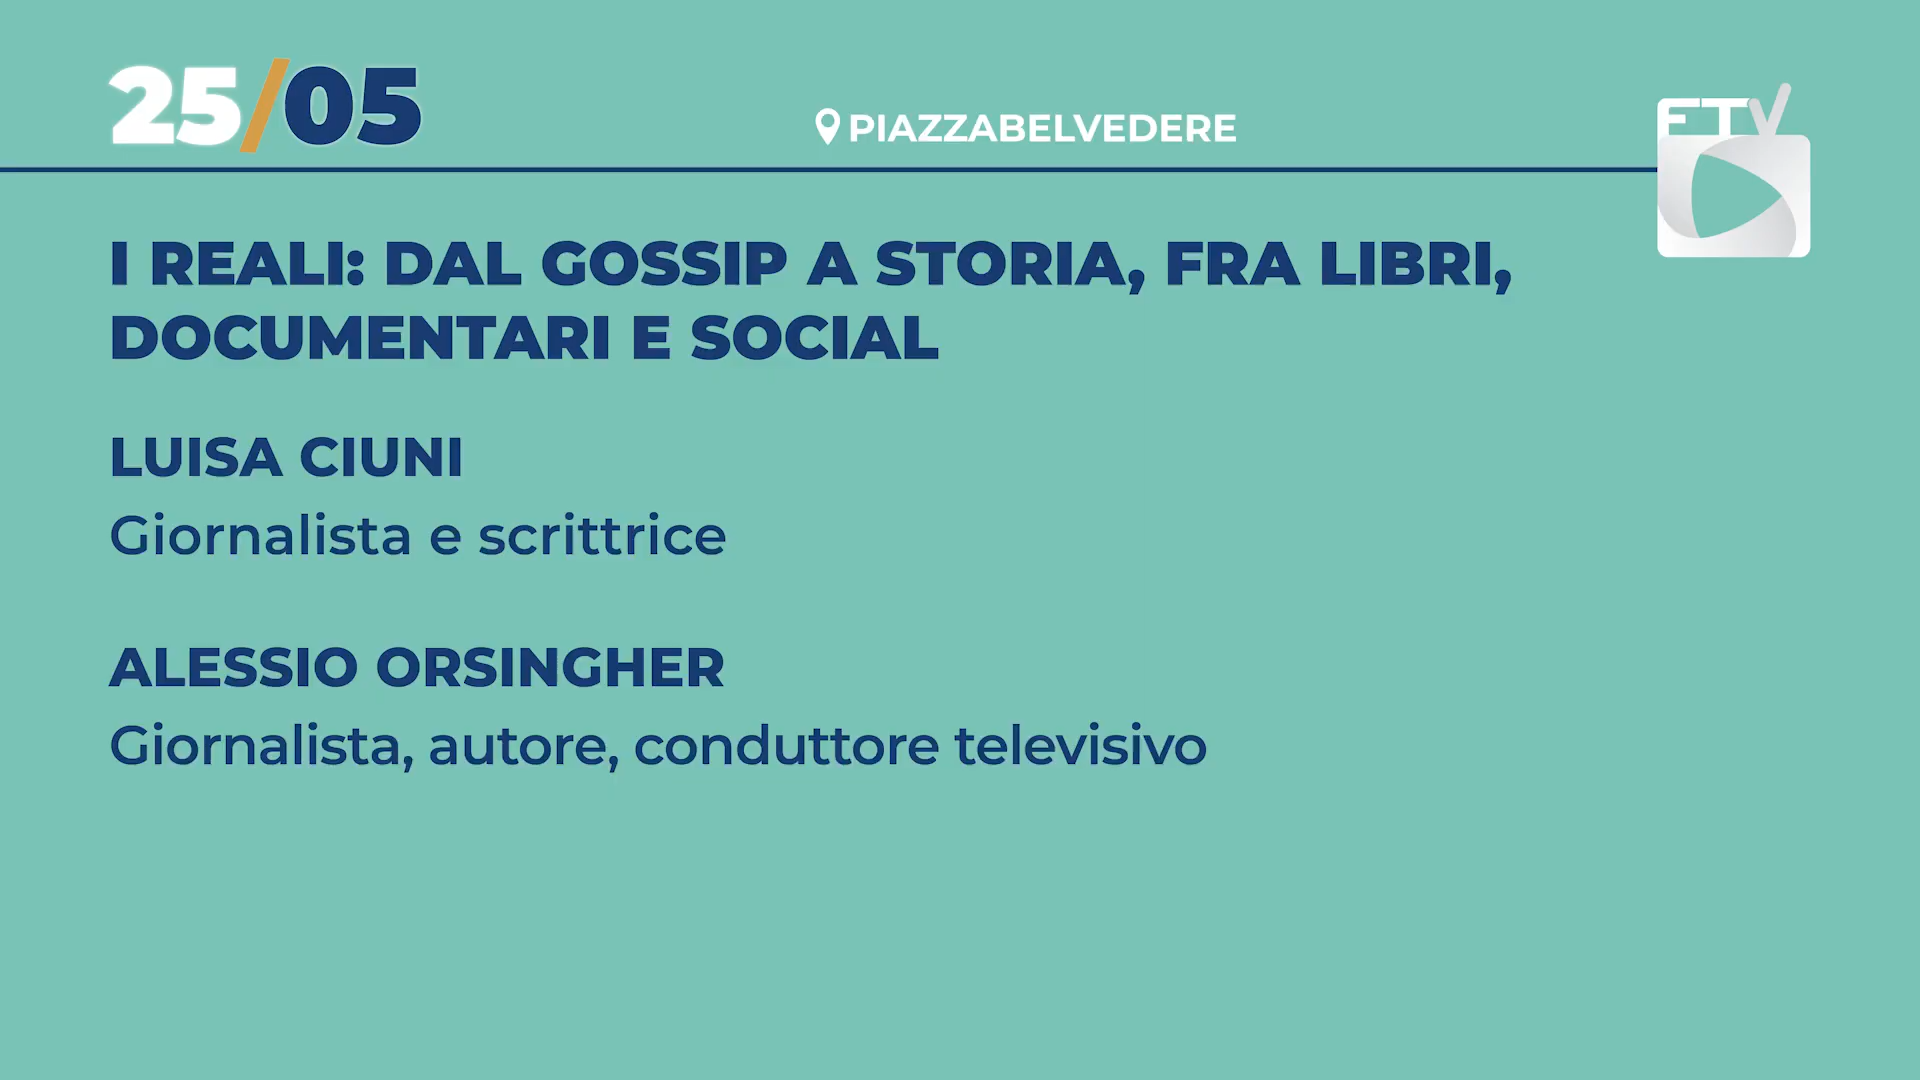 25/05
PIAZZABELVEDERE
FTV
I REALI: DAL GOSSIP A STORIA, FRA LIBRI,
DOCUMENTARI E SOCIAL
LUISA CIUNI
Giornalista e scrittrice
ALESSIO ORSINGHER
Giornalista, autore, conduttore televisivo